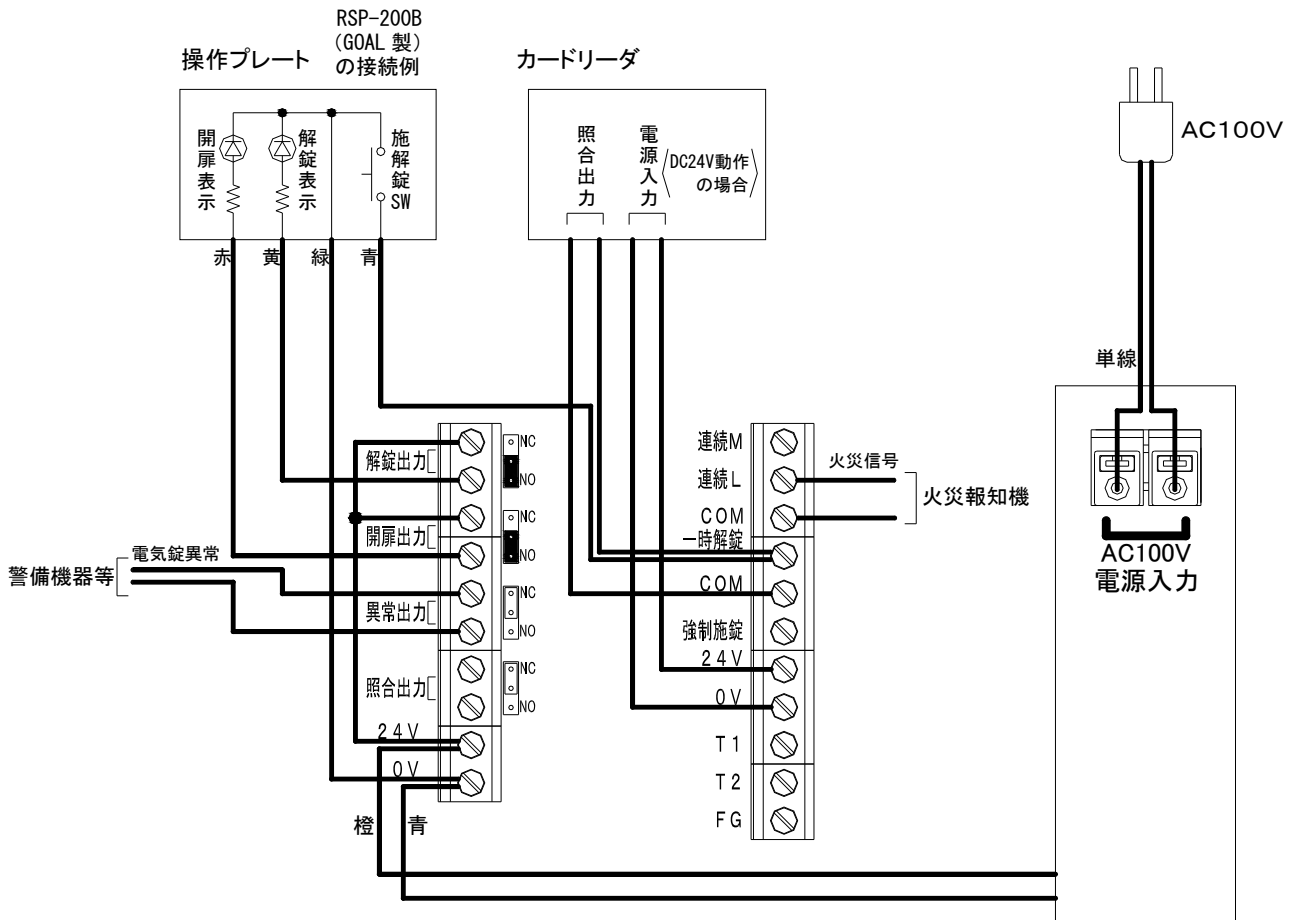 RSP-200B
（GOAL 製）
の接続例
操作プレート
カードリーダ
開扉表示
解錠表示
施解錠SW
照合出力
電源入力
DC24V動作
の場合
AC100V
赤
黄
緑
青
単線
解錠出力
NC
NO
開扉出力
NC
NO
電気錠異常
警備機器等
異常出力
NC
NO
照合出力
NC
NO
24V
0V
橙
青
連続M
連続L
COM
一時解錠
COM
強制施錠
24V
0V
T1
T2
FG
火災信号
火災報知機
AC100V
電源入力